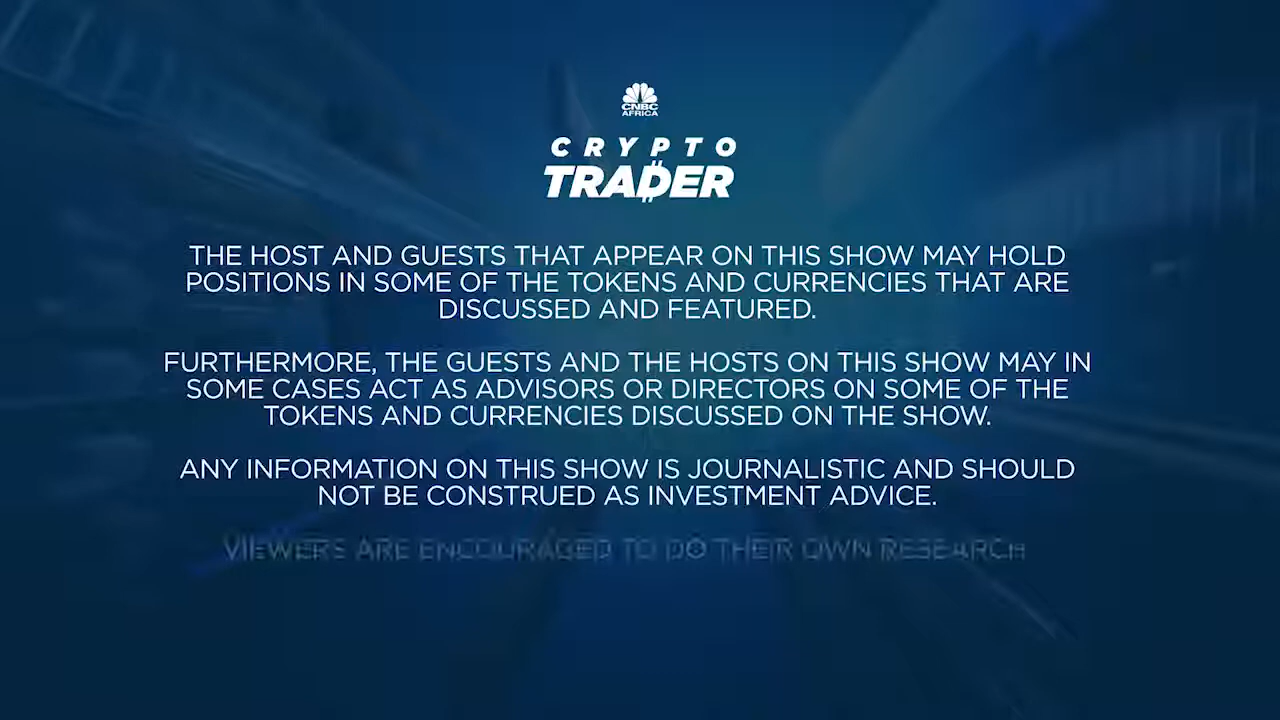 CNBC
AFRICA
CRYPTO
TRADER
THE HOST AND GUESTS THAT APPEAR ON THIS SHOW MAY HOLD
POSITIONS IN SOME OF THE TOKENS AND CURRENCIES THAT ARE
DISCUSSED AND FEATURED.
FURTHERMORE, THE GUESTS AND THE HOSTS ON THIS SHOW MAY IN
SOME CASES ACT AS ADVISORS OR DIRECTORS ON SOME OF THE
TOKENS AND CURRENCIES DISCUSSED ON THE SHOW.
ANY INFORMATION ON THIS SHOW IS JOURNALISTIC AND SHOULD
NOT BE CONSTRUED AS INVESTMENT ADVICE.
VIEWERS ARE ENCOURAGED TO DO THEIR OWN RESEARCH